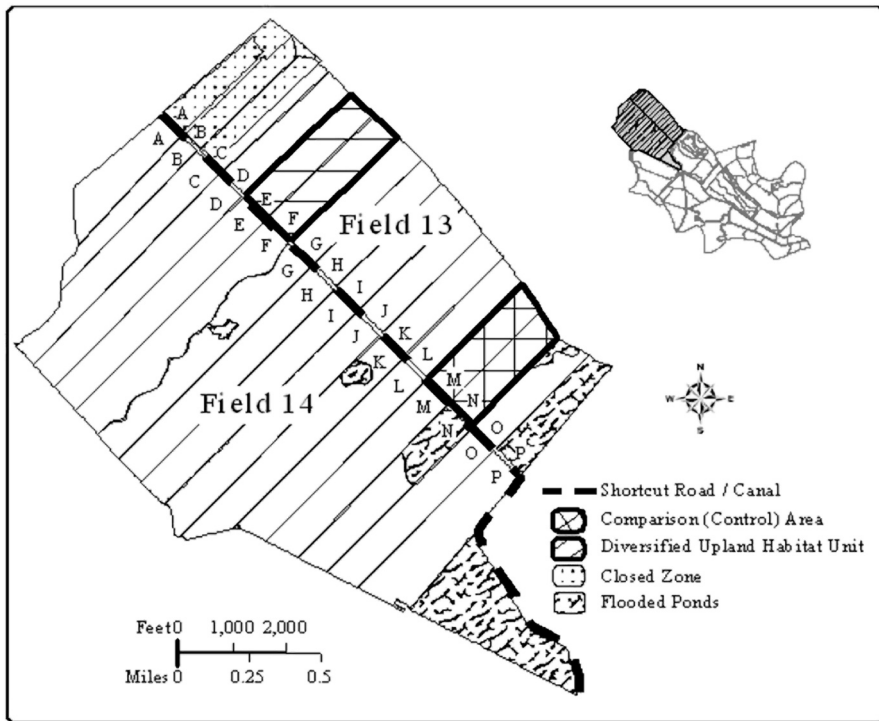 A
A B
B C
C D
D E
E F
F G
Field 13
G H
H I
I J
J K
K L
L M
Field 14
M N
N O
O P
P
N
W E
S
Shortcut Road / Canal
Comparison (Control) Area
Diversified Upland Habitat Unit
Closed Zone
Flooded Ponds
Feet 0 1,000 2,000
Miles 0 0.25 0.5